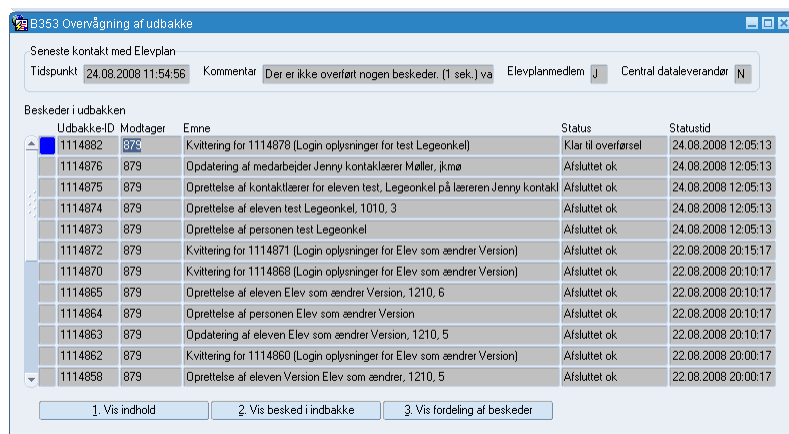 B353 Overvågning af udbakke
Seneste kontakt med Elevplan
Tidspunkt 24.08.2008 11:54:56 Kommentar Der er ikke overført nogen beskeder. (1 sek.) va Elevplanmedlem J Central dataleverandør N
Beskeder i udbakken
Udbakke-ID Modtager Emne Status Statustid
1114882 879 Kvittering for 1114878 (Login oplysninger for test Legeonkel) Klar til overførsel 24.08.2008 12:05:13
1114876 879 Opdatering af medarbejder Jenny kontaklærer Møller, jkmø Afsluttet ok 24.08.2008 12:05:13
1114875 879 Oprettelse af kontaktlærer for eleven test, Legeonkel på læreren Jenny kontakl Afsluttet ok 24.08.2008 12:05:13
1114874 879 Oprettelse af eleven test Legeonkel, 1010, 3 Afsluttet ok 24.08.2008 12:05:13
1114873 879 Oprettelse af personen test Legeonkel Afsluttet ok 24.08.2008 12:05:13
1114872 879 Kvittering for 1114871 (Login oplysninger for Elev som ændrer Version) Afsluttet ok 22.08.2008 20:15:17
1114870 879 Kvittering for 1114868 (Login oplysninger for Elev som ændrer Version) Afsluttet ok 22.08.2008 20:10:17
1114865 879 Oprettelse af eleven Elev som ændrer Version, 1210, 6 Afsluttet ok 22.08.2008 20:10:17
1114864 879 Oprettelse af personen Elev som ændrer Version Afsluttet ok 22.08.2008 20:10:17
1114863 879 Opdatering af eleven Elev som ændrer Version, 1210, 5 Afsluttet ok 22.08.2008 20:10:17
1114862 879 Kvittering for 1114860 (Login oplysninger for Elev som ændrer Version) Afsluttet ok 22.08.2008 20:00:17
1114858 879 Oprettelse af eleven Version Elev som ændrer, 1210, 5 Afsluttet ok 22.08.2008 20:00:17
1. Vis indhold 2. Vis besked i indbakke 3. Vis fordeling af beskeder